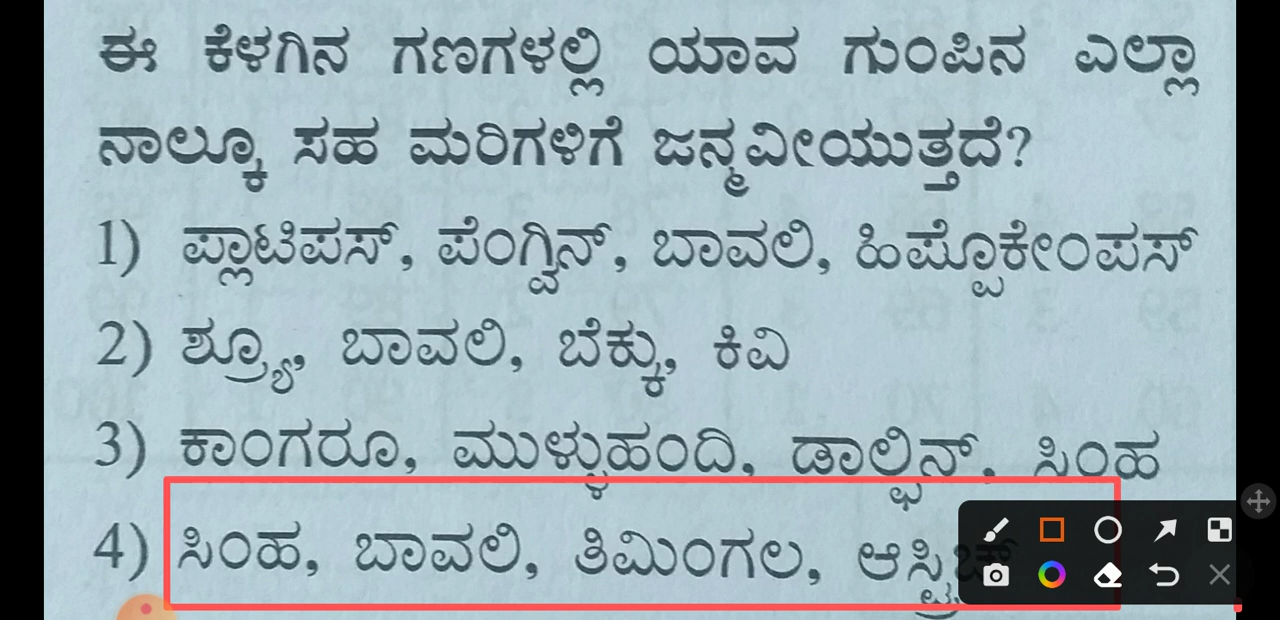 ಈ ಕೆಳಗಿನ ಗಣಗಳಲ್ಲಿ ಯಾವ ಗುಂಪಿನ ಎಲ್ಲಾ
ನಾಲ್ಕೂ ಸಹ ಮರಿಗಳಿಗೆ ಜನ್ಮವೀಯುತ್ತದೆ?
1) ಪ್ಲಾಟಿಪಸ್, ಪೆಂಗ್ವಿನ್, ಬಾವಲಿ, ಹಿಪ್ಪೊಕೇಂಪಸ್
2) ಶ್ರ್ಯೂ, ಬಾವಲಿ, ಬೆಕ್ಕು, ಕಿವಿ
3) ಕಾಂಗರೂ, ಮುಳ್ಳುಹಂದಿ, ಡಾಲ್ಫಿನ್, ಸಿಂಹ
4) ಸಿಂಹ, ಬಾವಲಿ, ತಿಮಿಂಗಲ,